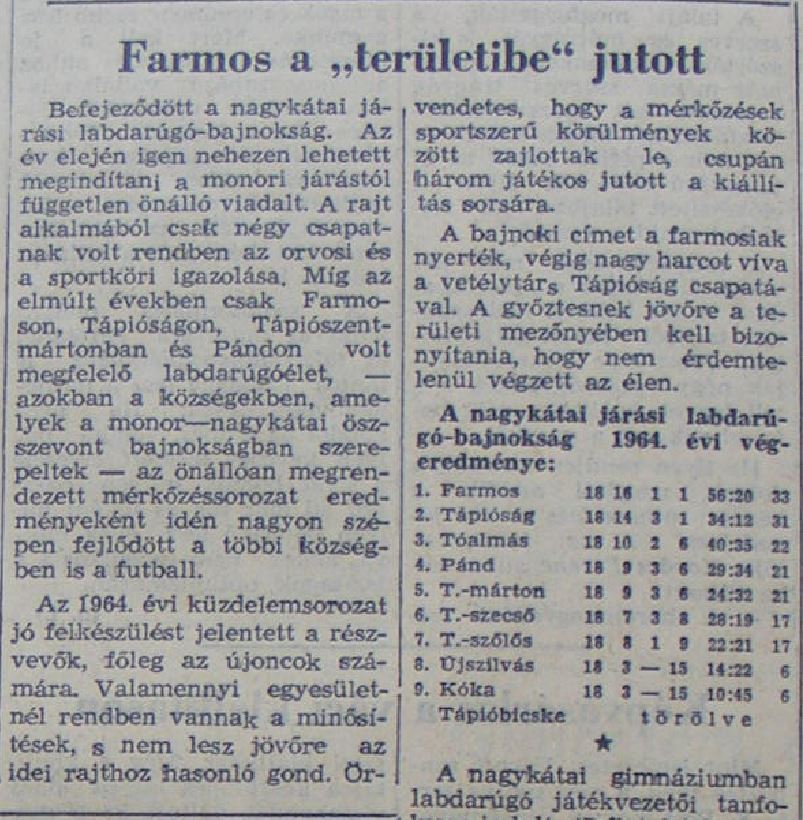 Farmos a „területibe“ jutott
Befejeződött a nagykátai já-
rási labdarúgó-bajnokság. Az
év elején igen nehezen lehetett
megindítani a monori járástól
független önálló viadalt. A rajt
alkalmából csak négy csapat-
nak volt rendben az orvosi és
a sportköri igazolása. Míg az
elmúlt években csak Farmo-
son, Tápióságon, Tápiószent-
mártonban és Pándon volt
megfelelő labdarúgóélet, —
azokban a községekben, ame-
lyek a monor—nagykátai ösz-
szevont bajnokságban szere-
peltek — az önállóan megren-
dezett mérkőzéssorozat ered-
ményeként idén nagyon szé-
pen fejlődött a többi község-
ben is a futball.
Az 1964. évi küzdelemsorozat
jó felkészülést jelentett a rész-
vevők, főleg az újoncok szá-
mára. Valamennyi egyesület-
nél rendben vannak a minősí-
tések, s nem lesz jövőre az
idei rajthoz hasonló gond. Ör-
vendetes, hogy a mérkőzések
sportszerű körülmények kö-
zött zajlottak le, csupán
három játékos jutott a kiállí-
tás sorsára.
A bajnoki címet a farmosiak
nyerték, végig nagy harcot víva
a vetélytárs Tápióság csapatá-
val. A győztesnek jövőre a te-
rületi mezőnyében kell bizo-
nyítania, hogy nem érdemte-
lenül végzett az élen.
A nagykátai járási labdarú-
gó-bajnokság 1964. évi vég-
eredménye:
1. Farmos 18 16 1 1 56:20 33
2. Tápióság 18 14 3 1 34:12 31
3. Tóalmás 18 10 2 6 40:35 22
4. Pánd 18 9 3 6 29:34 21
5. T.-márton 18 9 3 6 24:32 21
6. T.-szecső 18 7 3 8 28:19 17
7. T.-szőlős 18 8 1 9 22:21 17
8. Újszilvás 18 3 — 15 14:22 6
9. Kóka 18 3 — 15 10:45 6
Tápióbicske törölve
★
A nagykátai gimnáziumban
labdarúgó játékvezetői tanfo-